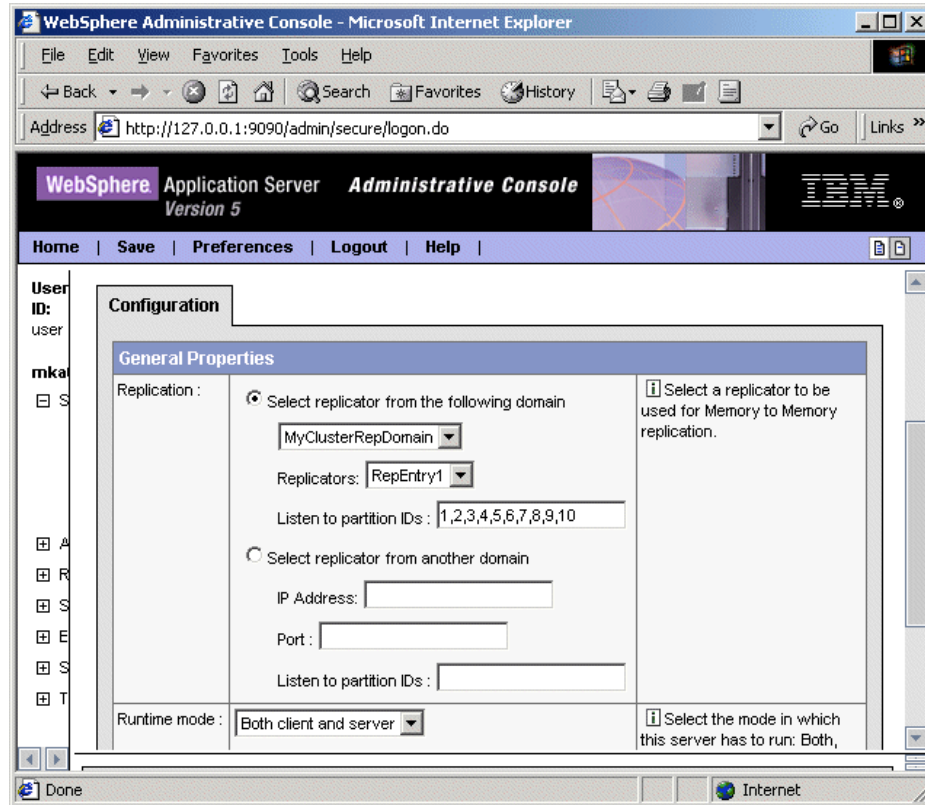 WebSphere Administrative Console - Microsoft Internet Explorer
File Edit View Favorites Tools Help
Back Search Favorites History
Address http://127.0.0.1:9090/admin/secure/logon.do Go Links »
WebSphere Application Server Administrative Console IBM ®
Version 5
Home | Save | Preferences | Logout | Help |
User
ID:
user
Configuration
General Properties
mka
Replication :
Select replicator from the following domain
i Select a replicator to be
used for Memory to Memory
replication.
S
MyClusterRepDomain
Replicators: RepEntry1
Listen to partition IDs : 1,2,3,4,5,6,7,8,9,10
A
Select replicator from another domain
R
IP Address:
S
Port :
E
S
Listen to partition IDs :
T
Runtime mode : Both client and server
i Select the mode in which
this server has to run: Both,
Done Internet